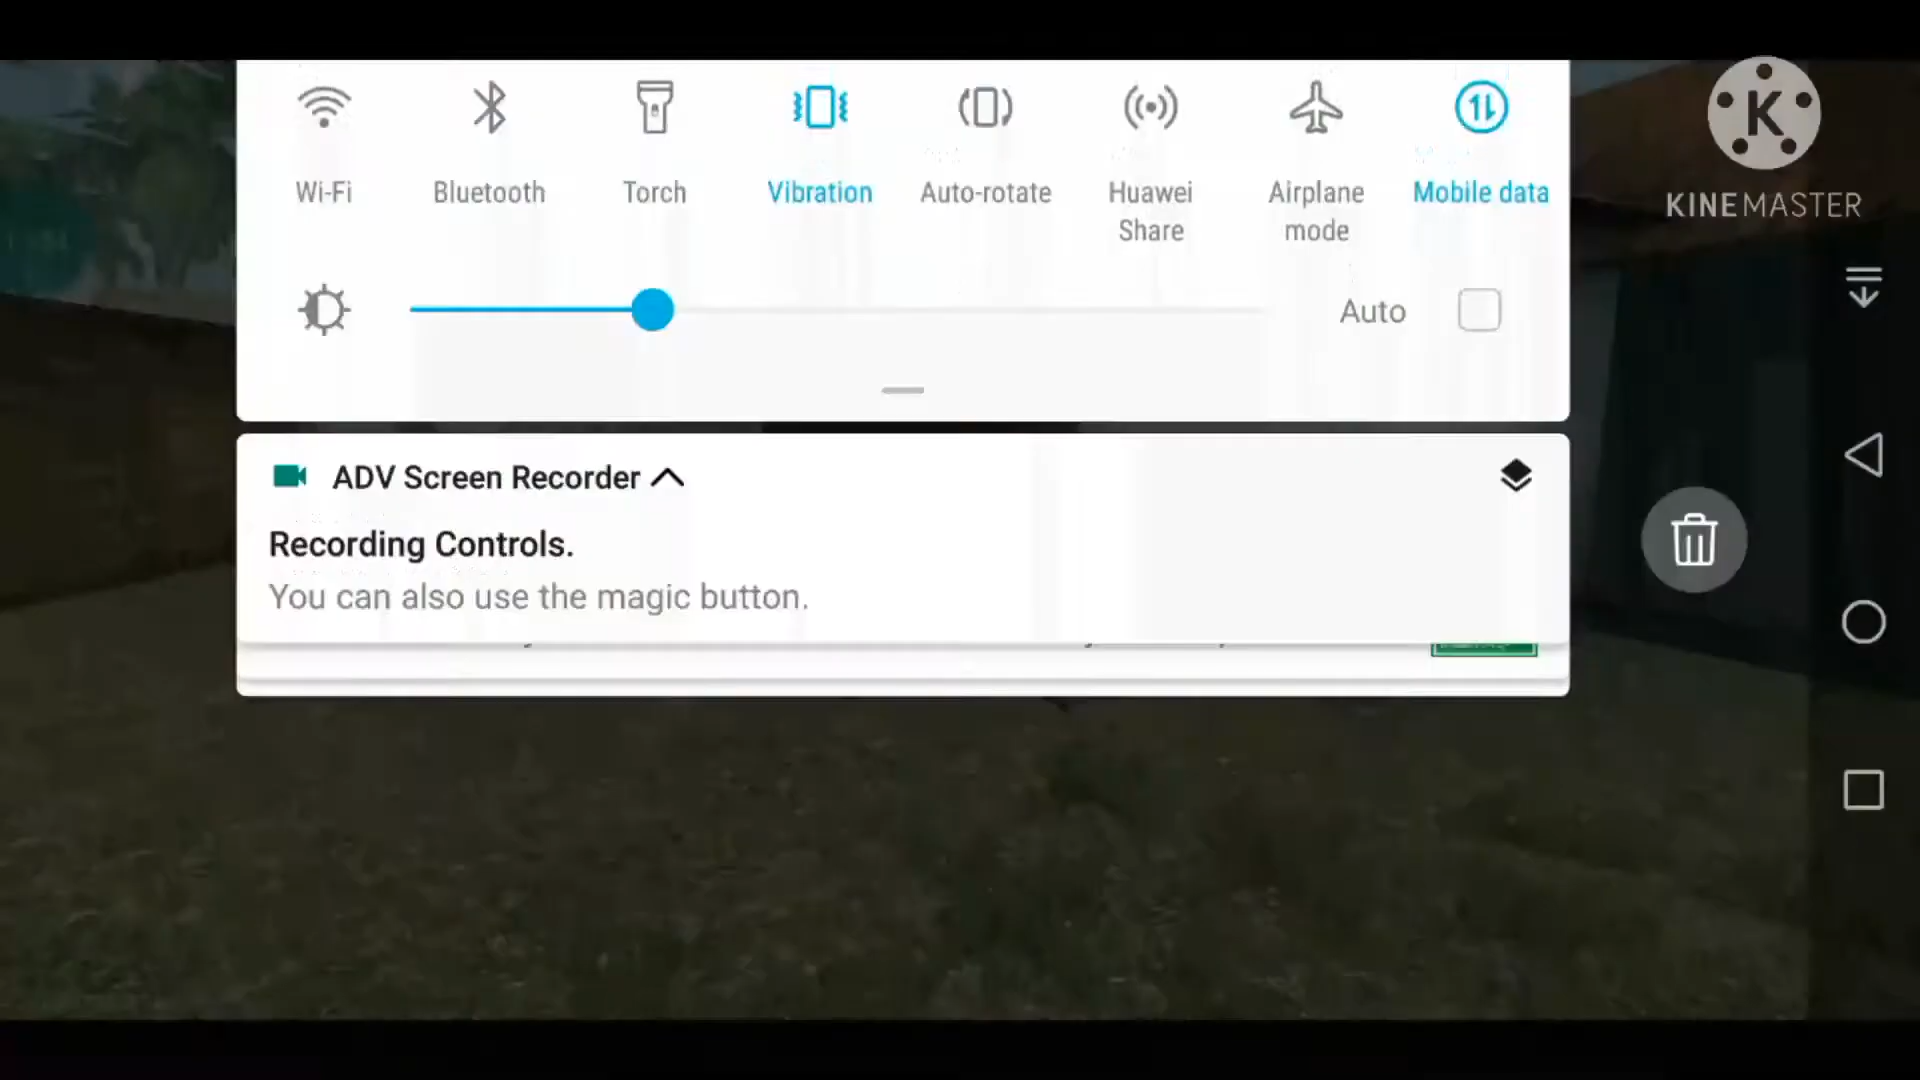 Wi-Fi
Bluetooth
Torch
Vibration
Auto-rotate
Huawei
Share
Airplane
mode
Mobile data
K
KINEMASTER
Auto
ADV Screen Recorder
Recording Controls.
You can also use the magic button.